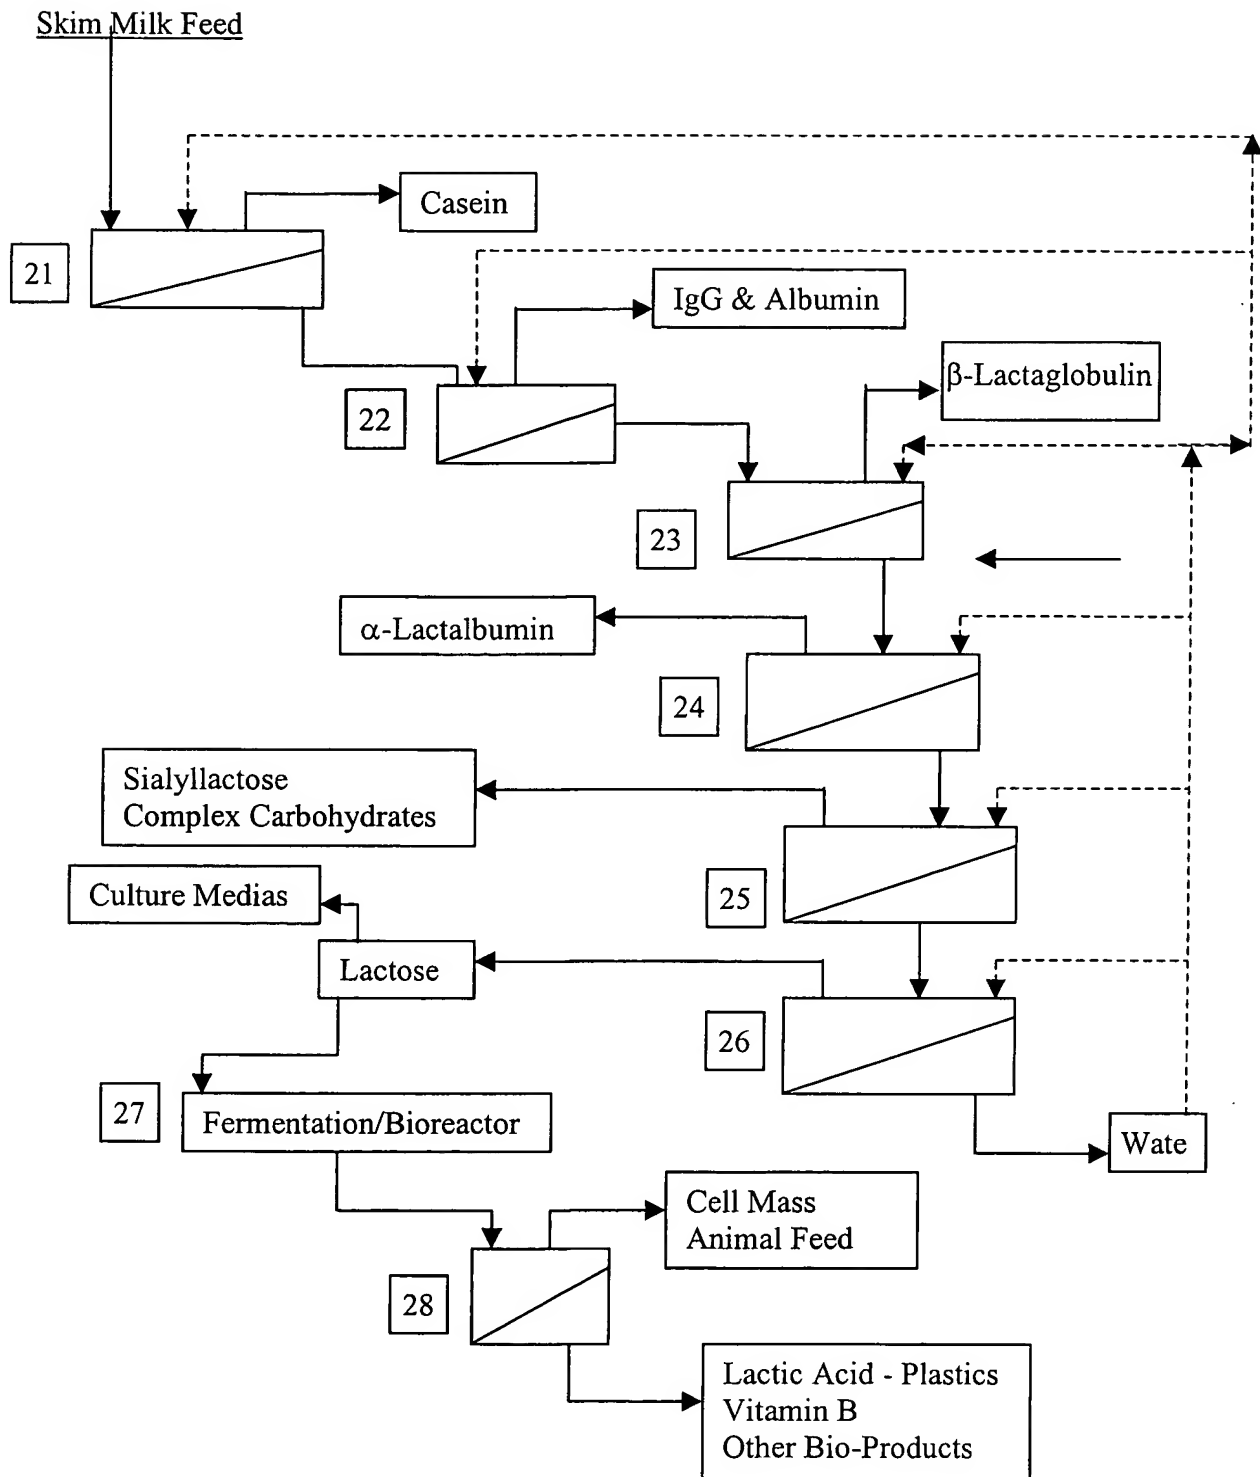 Skim Milk Feed
Casein
21
IgG & Albumin
β-Lactaglobulin
22
23
α-Lactalbumin
24
Sialyllactose
Complex Carbohydrates
Culture Medias
25
Lactose
26
27
Fermentation/Bioreactor
Wate
Cell Mass
Animal Feed
28
Lactic Acid - Plastics
Vitamin B
Other Bio-Products